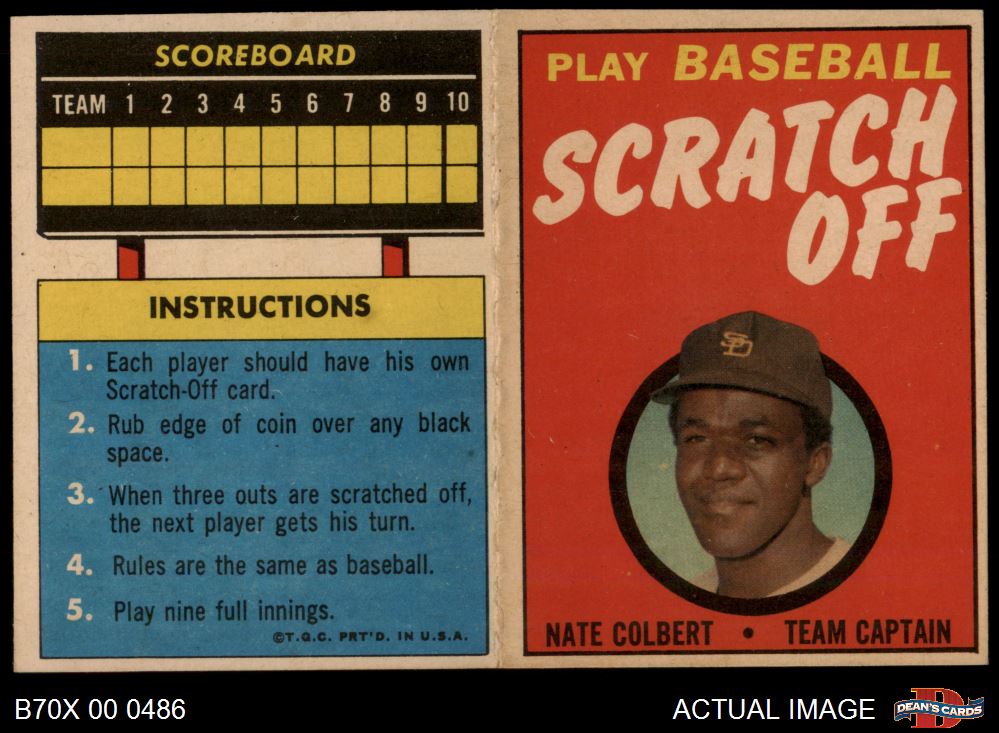 SCOREBOARD
TEAM 1 2 3 4 5 6 7 8 9 10
INSTRUCTIONS
1. Each player should have his own
Scratch-Off card.
2. Rub edge of coin over any black
space.
3. When three outs are scratched off,
the next player gets his turn.
4. Rules are the same as baseball.
5. Play nine full innings.
©T.G.C. PRT'D. IN U.S.A.
PLAY BASEBALL
SCRATCH
OFF
SD
NATE COLBERT • TEAM CAPTAIN
B70X 00 0486
ACTUAL IMAGE
D
DEAN'S CARDS